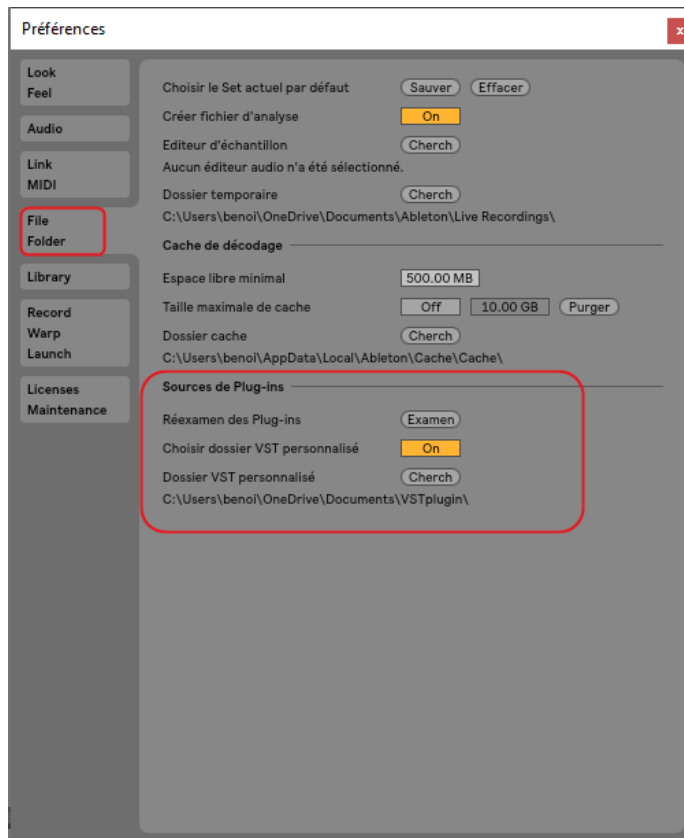 Préférences
x
Look
Feel
Audio
Link
MIDI
File
Folder
Library
Record
Warp
Launch
Licenses
Maintenance
Choisir le Set actuel par défaut Sauver Effacer
Créer fichier d'analyse On
Editeur d'échantillon Cherch
Aucun éditeur audio n'a été sélectionné.
Dossier temporaire Cherch
C:\Users\benoi\OneDrive\Documents\Ableton\Live Recordings\
Cache de décodage
Espace libre minimal 500.00 MB
Taille maximale de cache Off 10.00 GB Purger
Dossier cache Cherch
C:\Users\benoi\AppData\Local\Ableton\Cache\Cache\
Sources de Plug-ins
Réexamen des Plug-ins Examen
Choisir dossier VST personnalisé On
Dossier VST personnalisé Cherch
C:\Users\benoi\OneDrive\Documents\VSTplugin\